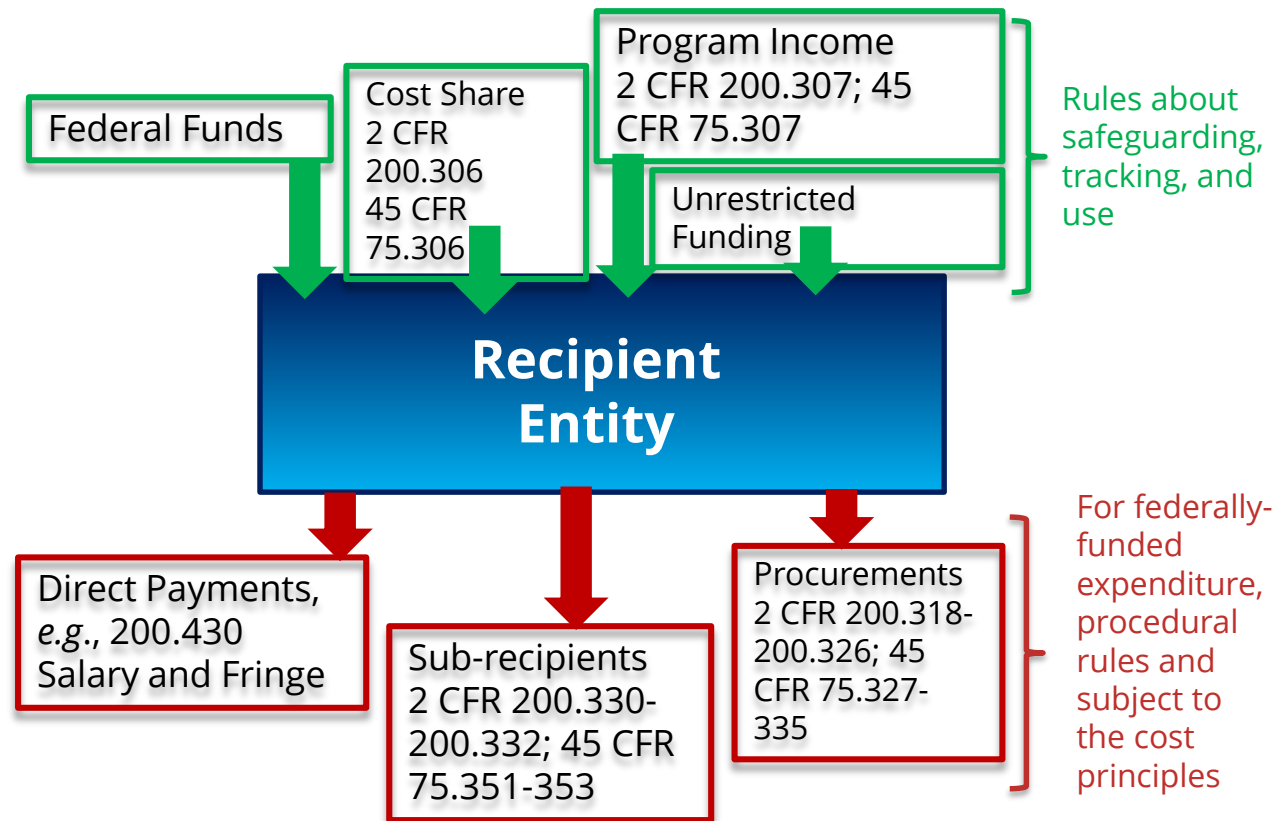 Federal Funds
Cost Share
2 CFR
200.306
45 CFR
75.306
Program Income
2 CFR 200.307; 45
CFR 75.307
Unrestricted
Funding
Rules about
safeguarding,
tracking, and
use
Recipient
Entity
Direct Payments,
e.g., 200.430
Salary and Fringe
Sub-recipients
2 CFR 200.330-
200.332; 45 CFR
75.351-353
Procurements
2 CFR 200.318-
200.326; 45
CFR 75.327-
335
For federally-
funded
expenditure,
procedural
rules and
subject to
the cost
principles